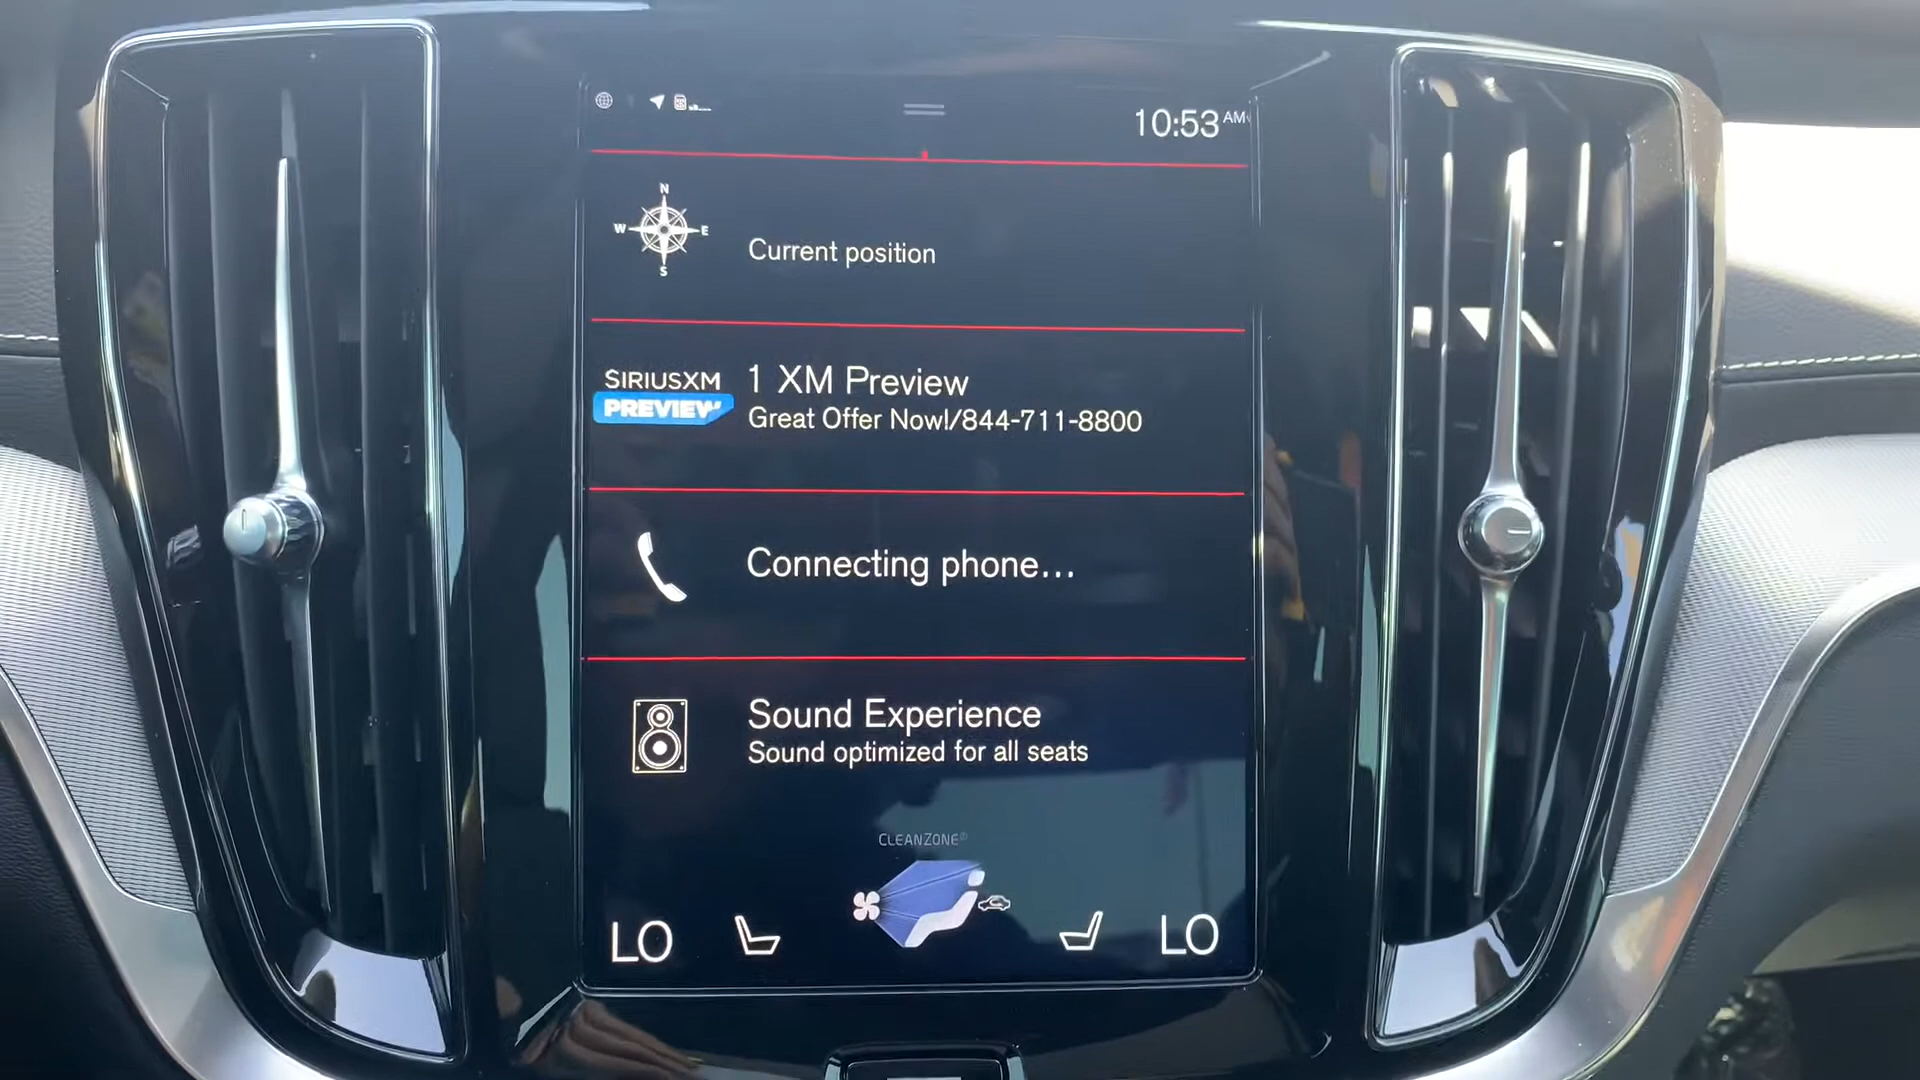 10:53 AM
N
W E
S
Current position
SIRIUSXM
PREVIEW
1 XM Preview
Great Offer Now!/844-711-8800
Connecting phone...
Sound Experience
Sound optimized for all seats
CLEANZONE®
LO LO